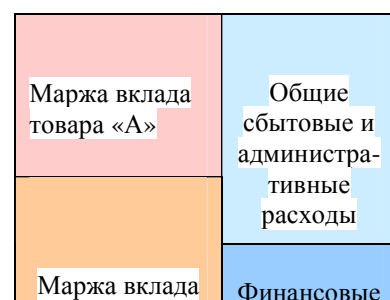 Маржа вклада
товара «А»
Общие
сбытовые и
администра-
тивные
расходы
Маржа вклада
Финансовые